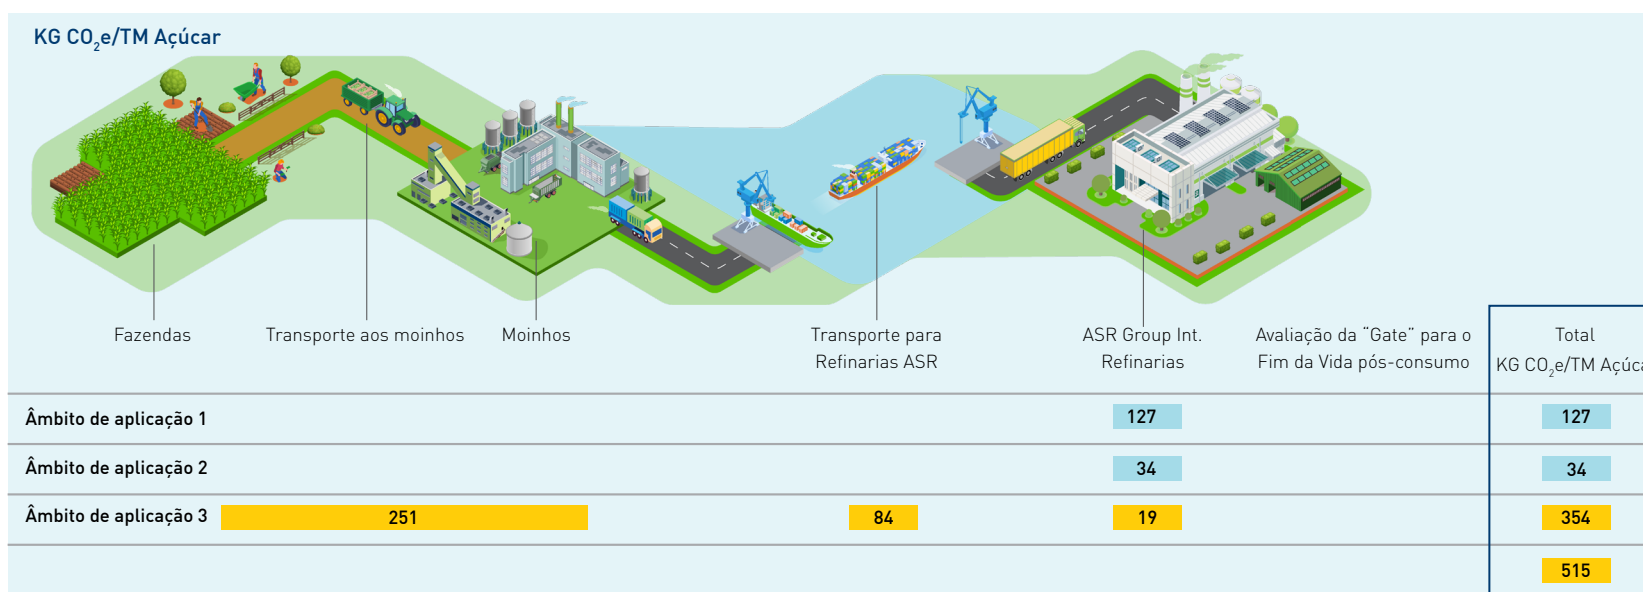 KG CO₂e/TM Açúcar
Fazendas
Transporte aos moinhos
Moinhos
Transporte para
Refinarias ASR
ASR Group Int.
Refinarias
Avaliação da “Gate” para o
Fim da Vida pós-consumo
Total
KG CO₂e/TM Açúca
Âmbito de aplicação 1 127 127
Âmbito de aplicação 2 34 34
Âmbito de aplicação 3 251 84 19 354
515